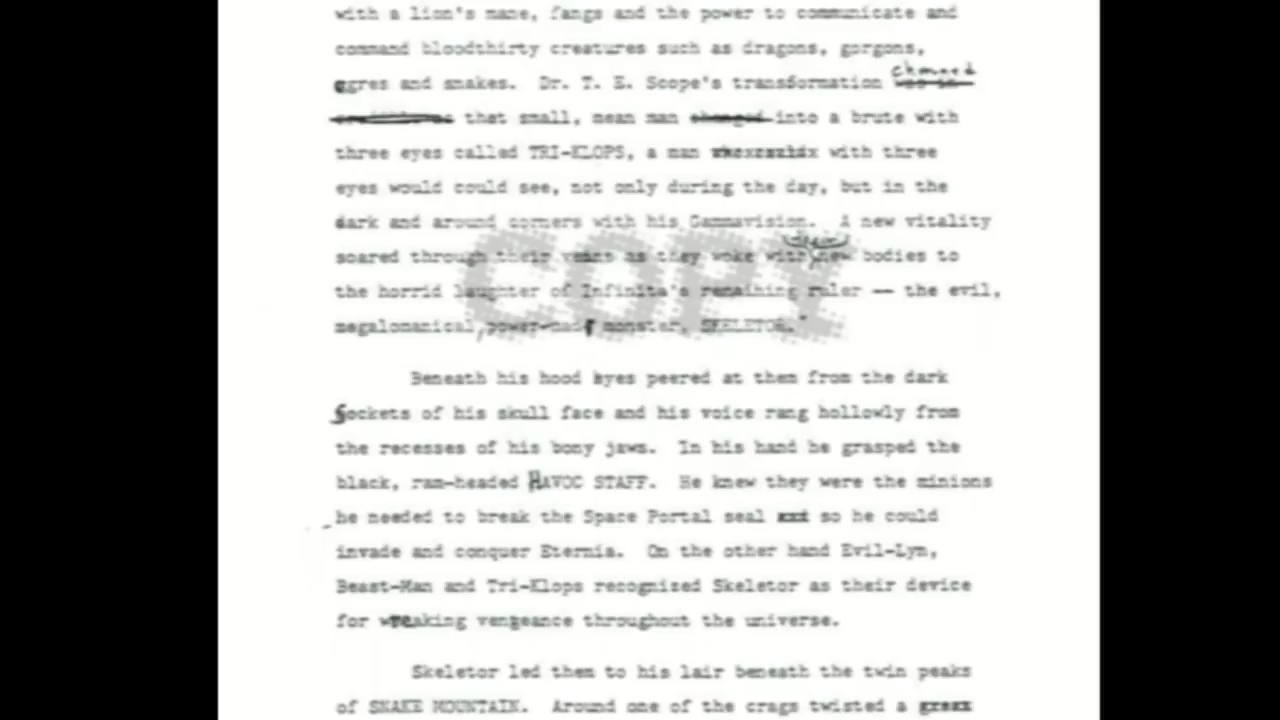 with a lion's mane, fangs and the power to communicate and
command bloodthirty creatures such as dragons, gorgons,
ogres and snakes. Dr. T. E. Scope's transformation changed
that small, mean man into a brute with
three eyes called TRI-KLOPS, a man with three
eyes would could see, not only during the day, but in the
dark and around corners with his Gammavision. A new vitality
soared through their veins as they woke with new bodies to
the horrid laughter of Infinita's remaining ruler -- the evil,
megalomanical, power-mad monster, SKELETOR."
COPY
Beneath his hood eyes peered at them from the dark
Sockets of his skull face and his voice rang hollowly from
the recesses of his bony jaws. In his hand he grasped the
black, ram-headed HAVOC STAFF. He knew they were the minions
he needed to break the Space Portal seal so he could
invade and conquer Eternia. On the other hand Evil-Lyn,
Beast-Man and Tri-Klops recognized Skeletor as their device
for wreaking vengeance throughout the universe.
Skeletor led them to his lair beneath the twin peaks
of SNAKE MOUNTAIN. Around one of the crags twisted a